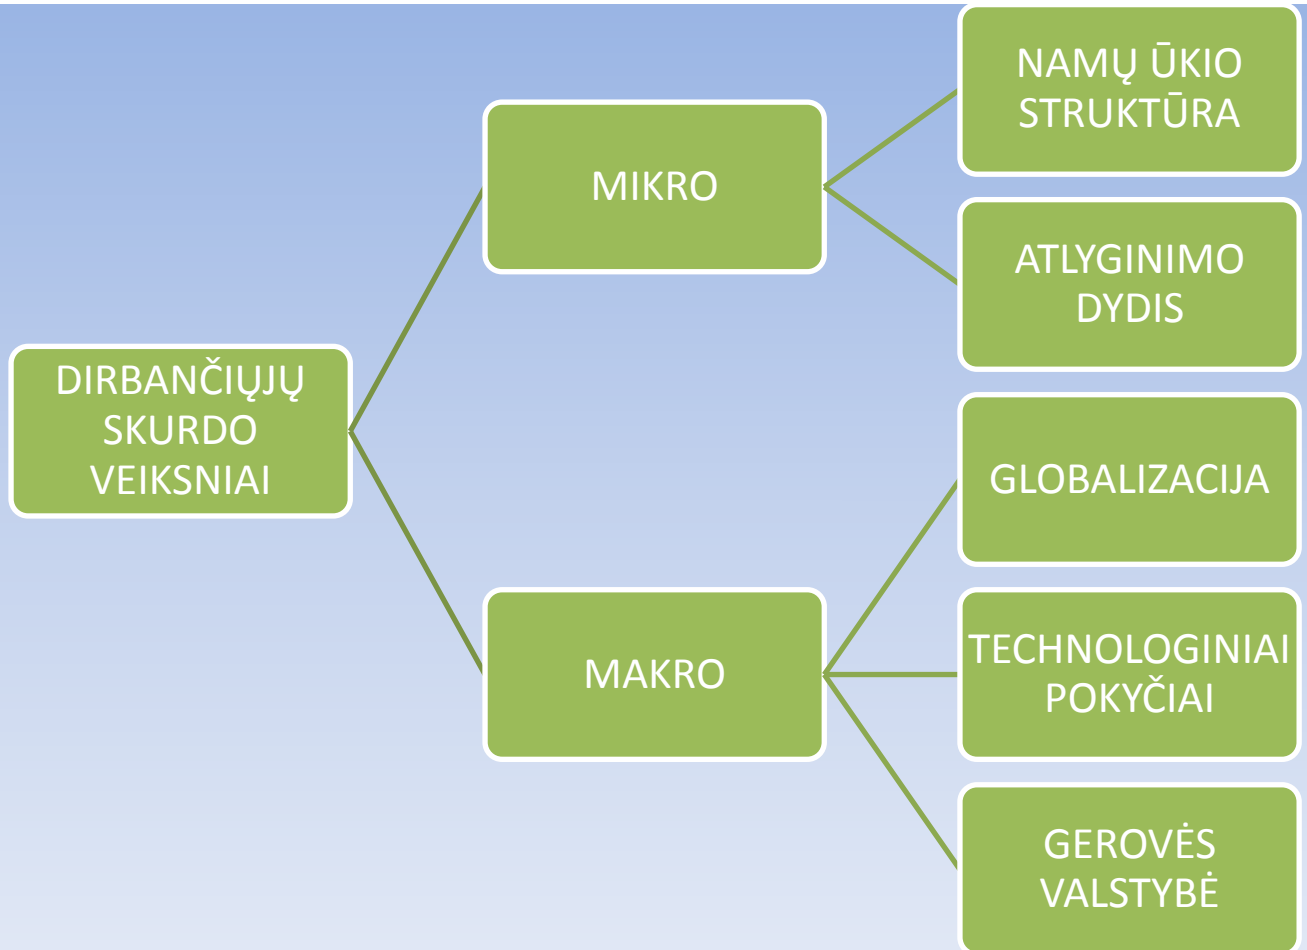 DIRBANČIŲJŲ
SKURDO
VEIKSNIAI
MIKRO
NAMŲ ŪKIO
STRUKTŪRA
ATLYGINIMO
DYDIS
MAKRO
GLOBALIZACIJA
TECHNOLOGINIAI
POKYČIAI
GEROVĖS
VALSTYBĖ